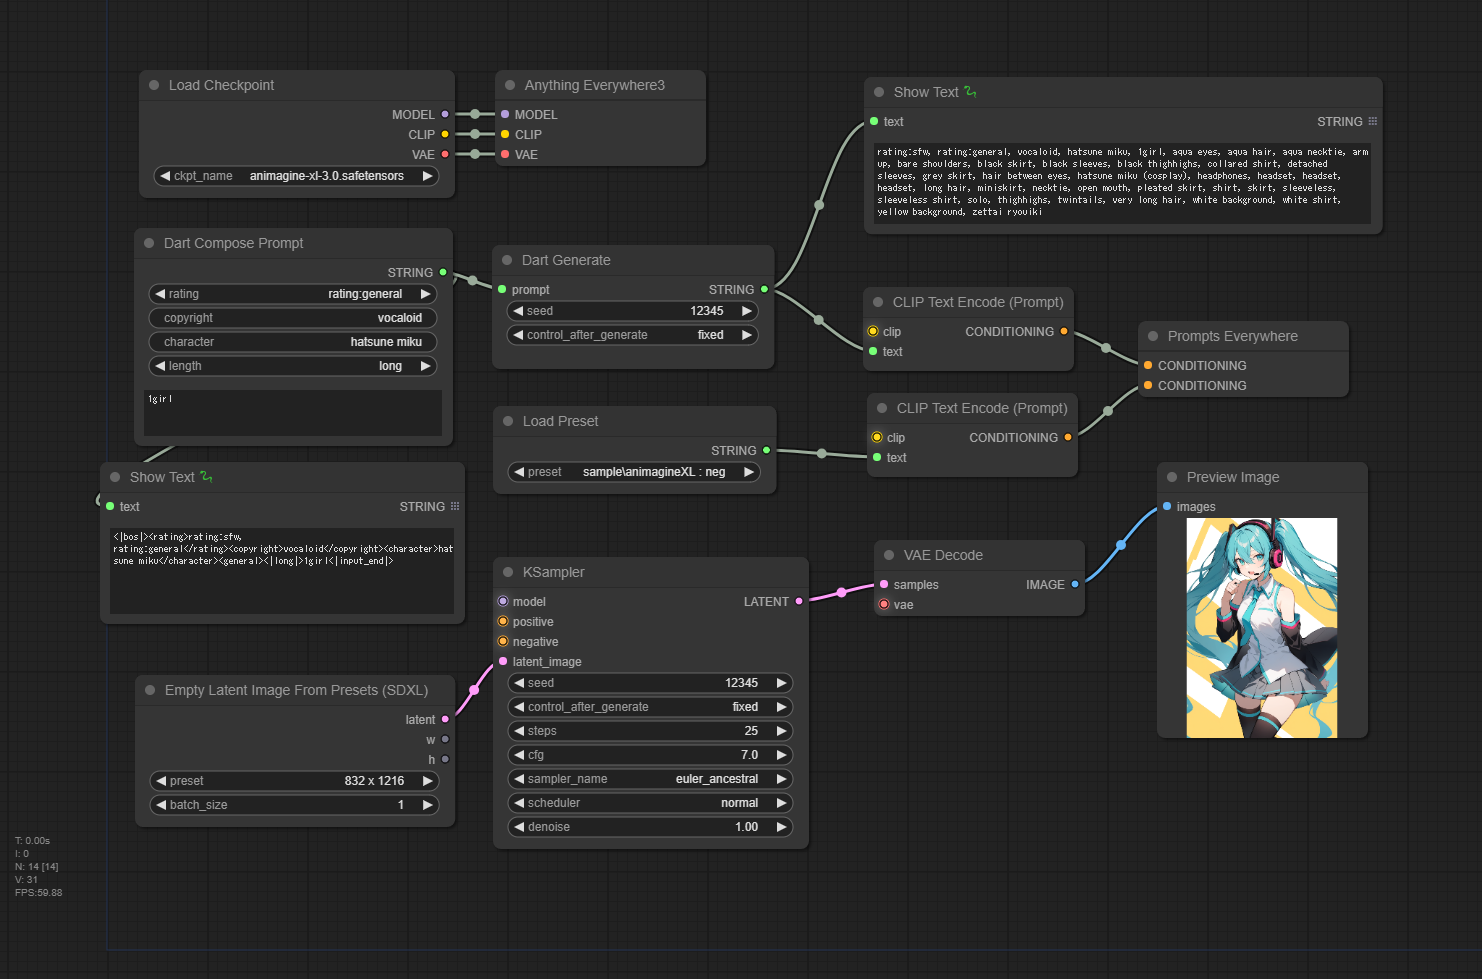 Load Checkpoint
MODEL
CLIP
VAE
ckpt_name animagine-xl-3.0.safetensors
Anything Everywhere3
MODEL
CLIP
VAE
Show Text
text STRING
rating:sfw, rating:general, vocaloid, hatsune miku, 1girl, aqua eyes, aqua hair, aqua necktie, arm
up, bare shoulders, black skirt, black sleeves, black thighhighs, collared shirt, detached
sleeves, grey skirt, hair between eyes, hatsune miku (cosplay), headphones, headset, headset,
headset, long hair, miniskirt, necktie, open mouth, pleated skirt, shirt, skirt, sleeveless,
sleeveless shirt, solo, thighhighs, twintails, very long hair, white background, white shirt,
yellow background, zettai ryouiki
Dart Compose Prompt
STRING
rating rating:general
copyright vocaloid
character hatsune miku
length long
1girl
Dart Generate
prompt STRING
seed 12345
control_after_generate fixed
CLIP Text Encode (Prompt)
clip CONDITIONING
text
Prompts Everywhere
CONDITIONING
CONDITIONING
Load Preset
STRING
preset sample\animagineXL : neg
CLIP Text Encode (Prompt)
clip CONDITIONING
text
Show Text
text STRING
<|bos|><rating>rating:sfw,
rating:general</rating><copyright>vocaloid</copyright><character>hat
sune miku</character><general><|long|>1girl<|input_end|>
Preview Image
images
KSampler
model LATENT
positive
negative
latent_image
seed 12345
control_after_generate fixed
steps 25
cfg 7.0
sampler_name euler_ancestral
scheduler normal
denoise 1.00
VAE Decode
samples IMAGE
vae
Empty Latent Image From Presets (SDXL)
latent
w
h
preset 832 x 1216
batch_size 1
T: 0.00s
I: 0
N: 14 [14]
V: 31
FPS:59.88